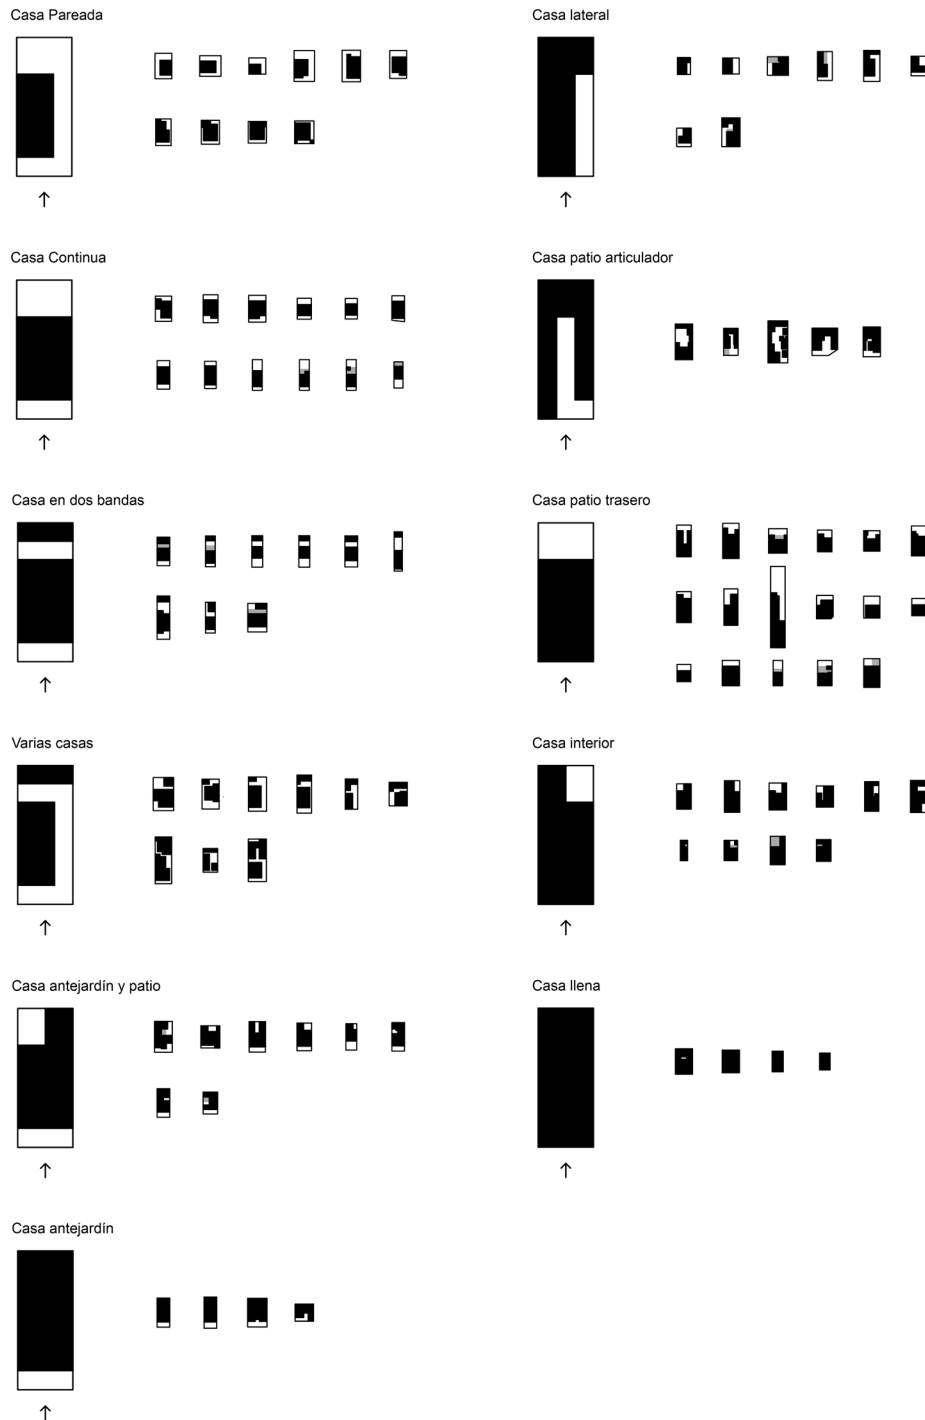 Casa Pareada
Casa lateral
Casa Continua
Casa patio articulador
Casa en dos bandas
Casa patio trasero
Varias casas
Casa interior
Casa antejardín y patio
Casa llena
Casa antejardín